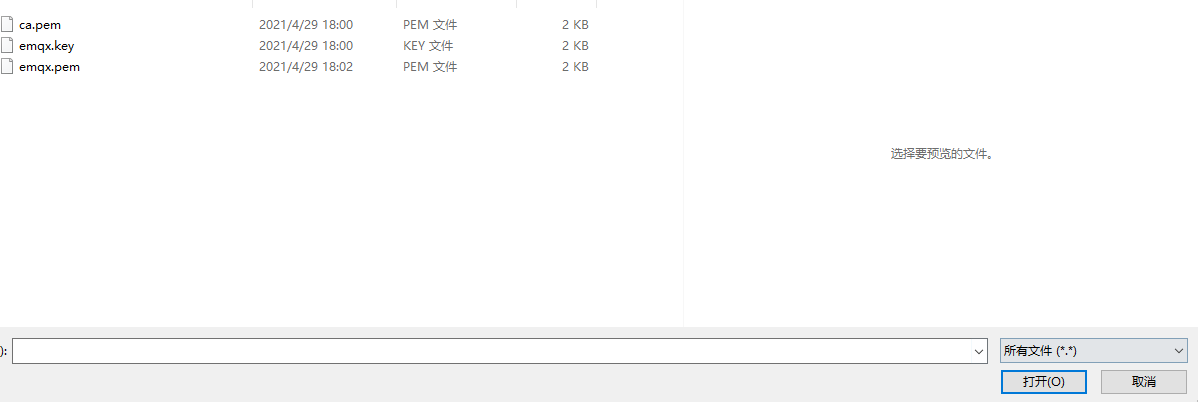 ca.pem 2021/4/29 18:00 PEM 文件 2 KB
emqx.key 2021/4/29 18:00 KEY 文件 2 KB
emqx.pem 2021/4/29 18:02 PEM 文件 2 KB
选择要预览的文件。
): 所有文件 (*.*)
打开(O) 取消